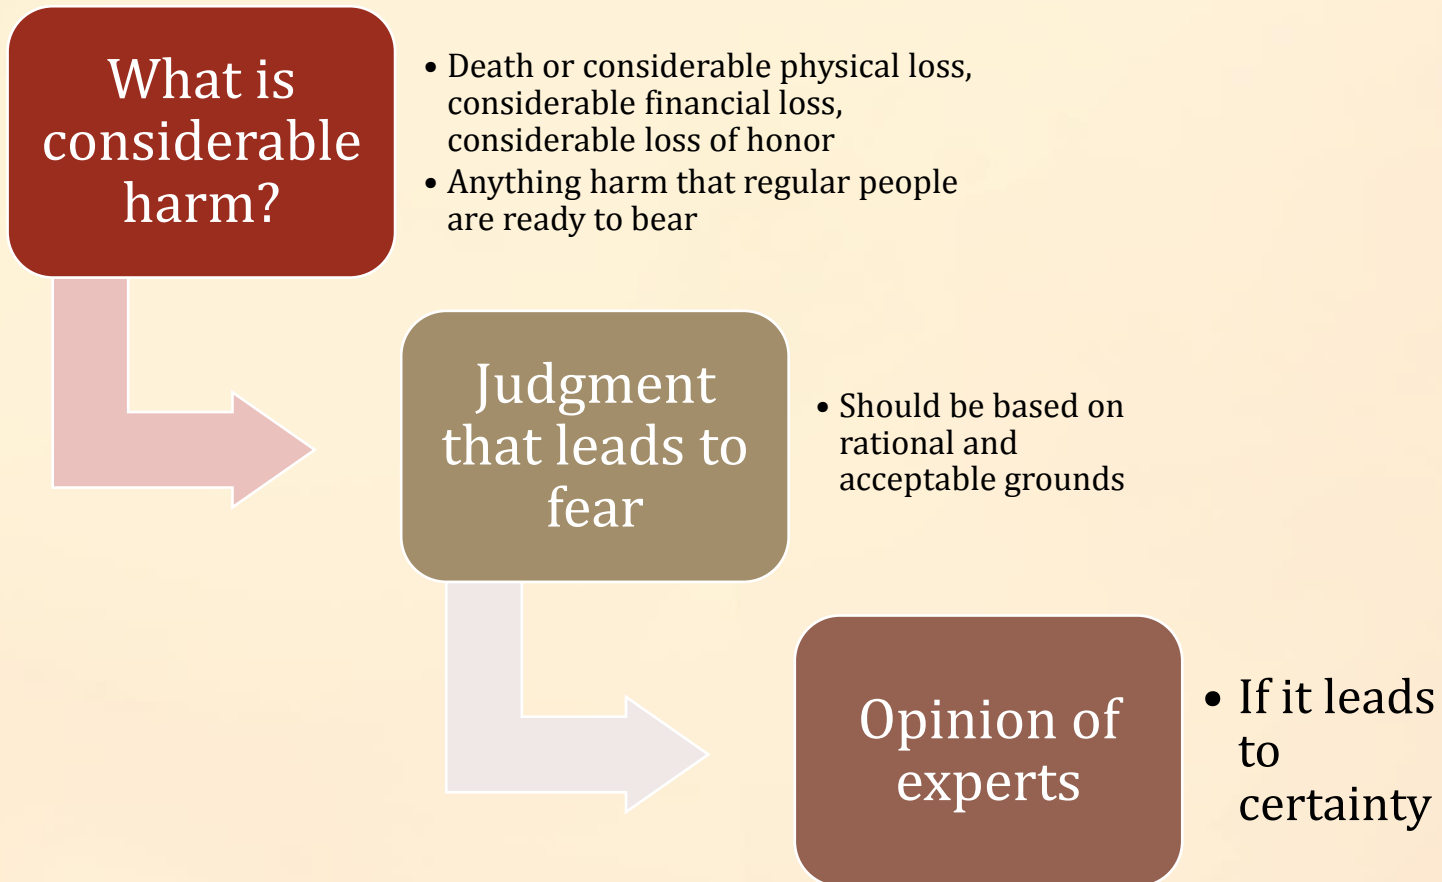 What is
considerable
harm?
• Death or considerable physical loss,
considerable financial loss,
considerable loss of honor
• Anything harm that regular people
are ready to bear
Judgment
that leads to
fear
• Should be based on
rational and
acceptable grounds
Opinion of
experts
• If it leads
to
certainty